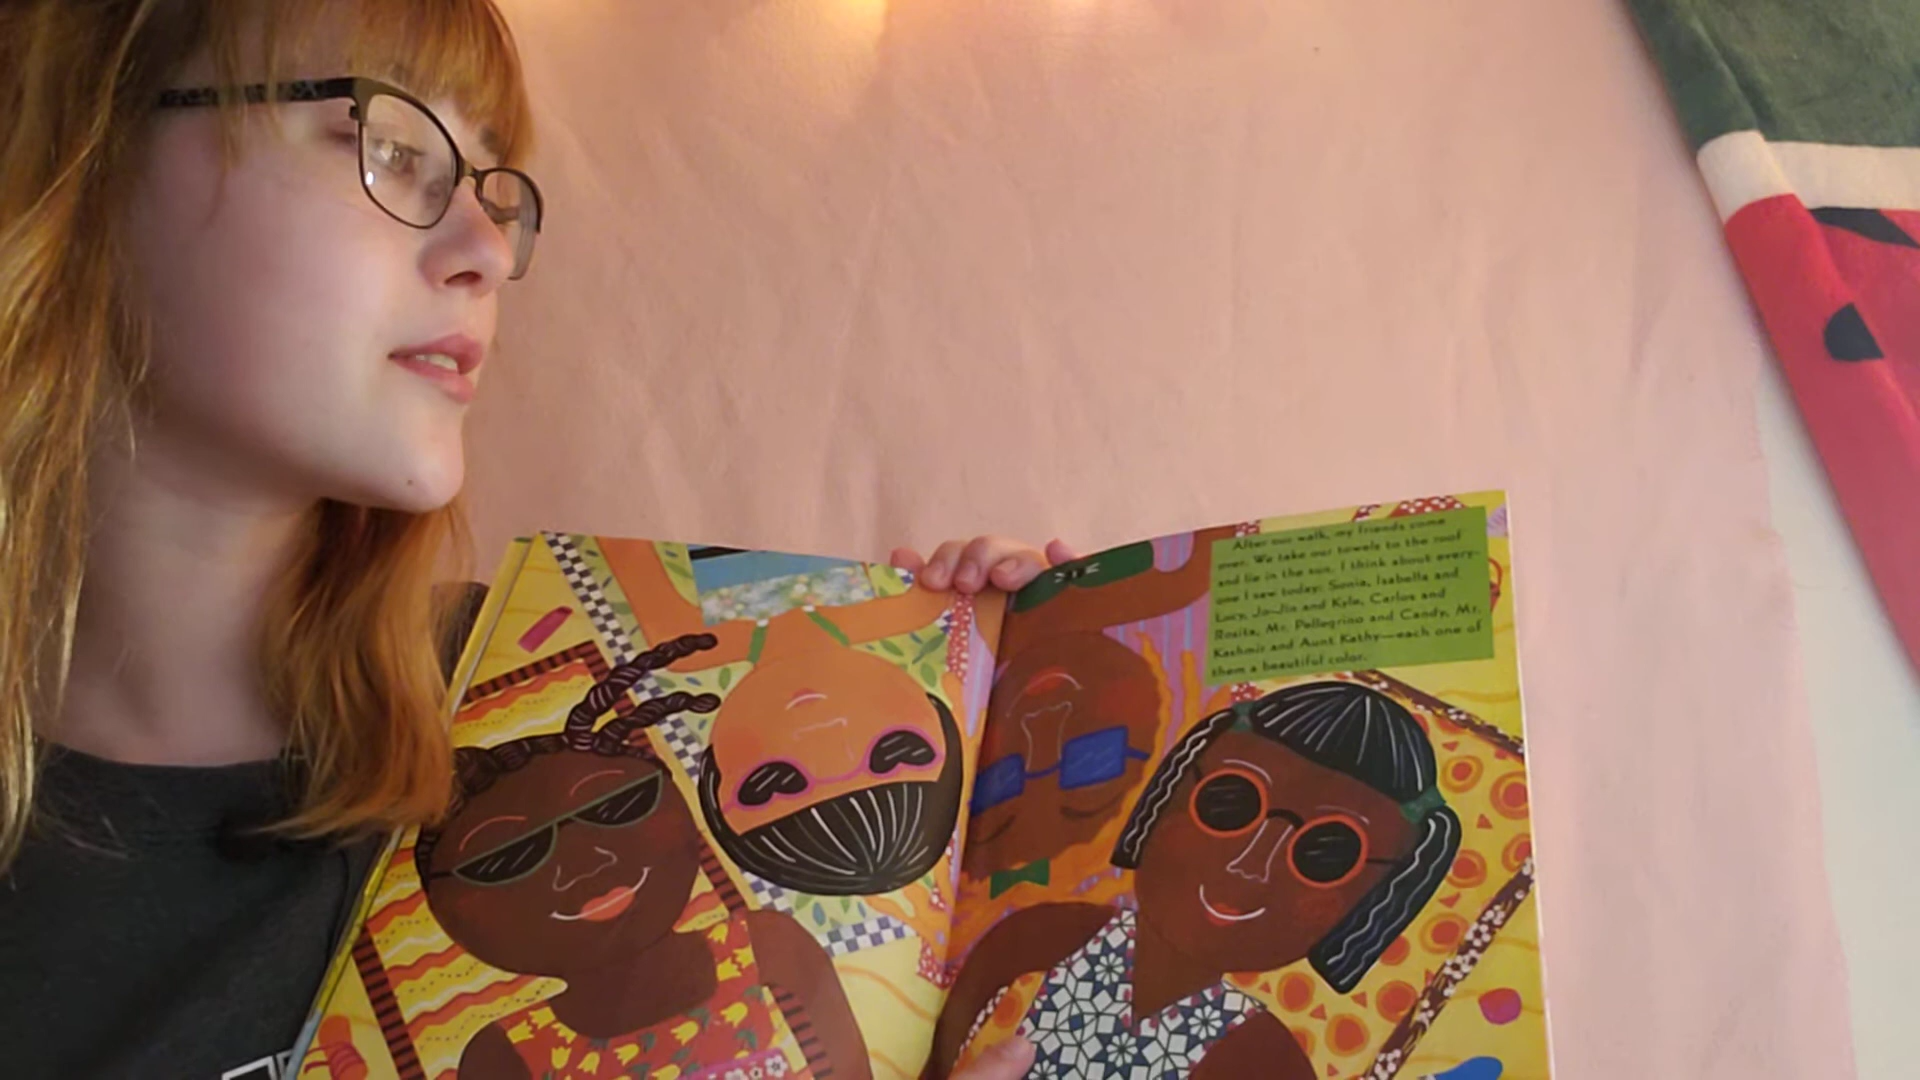 After our walk, my friends come
over. We take our towels to the roof
and lie in the sun. I think about every-
one I saw today: Sonia, Isabella and
Lucy, Jo-Jin and Kyle, Carlos and
Rosita, Mr. Pellegrino and Candy, Mr.
Kashmir and Aunt Kathy—each one of
them a beautiful color.